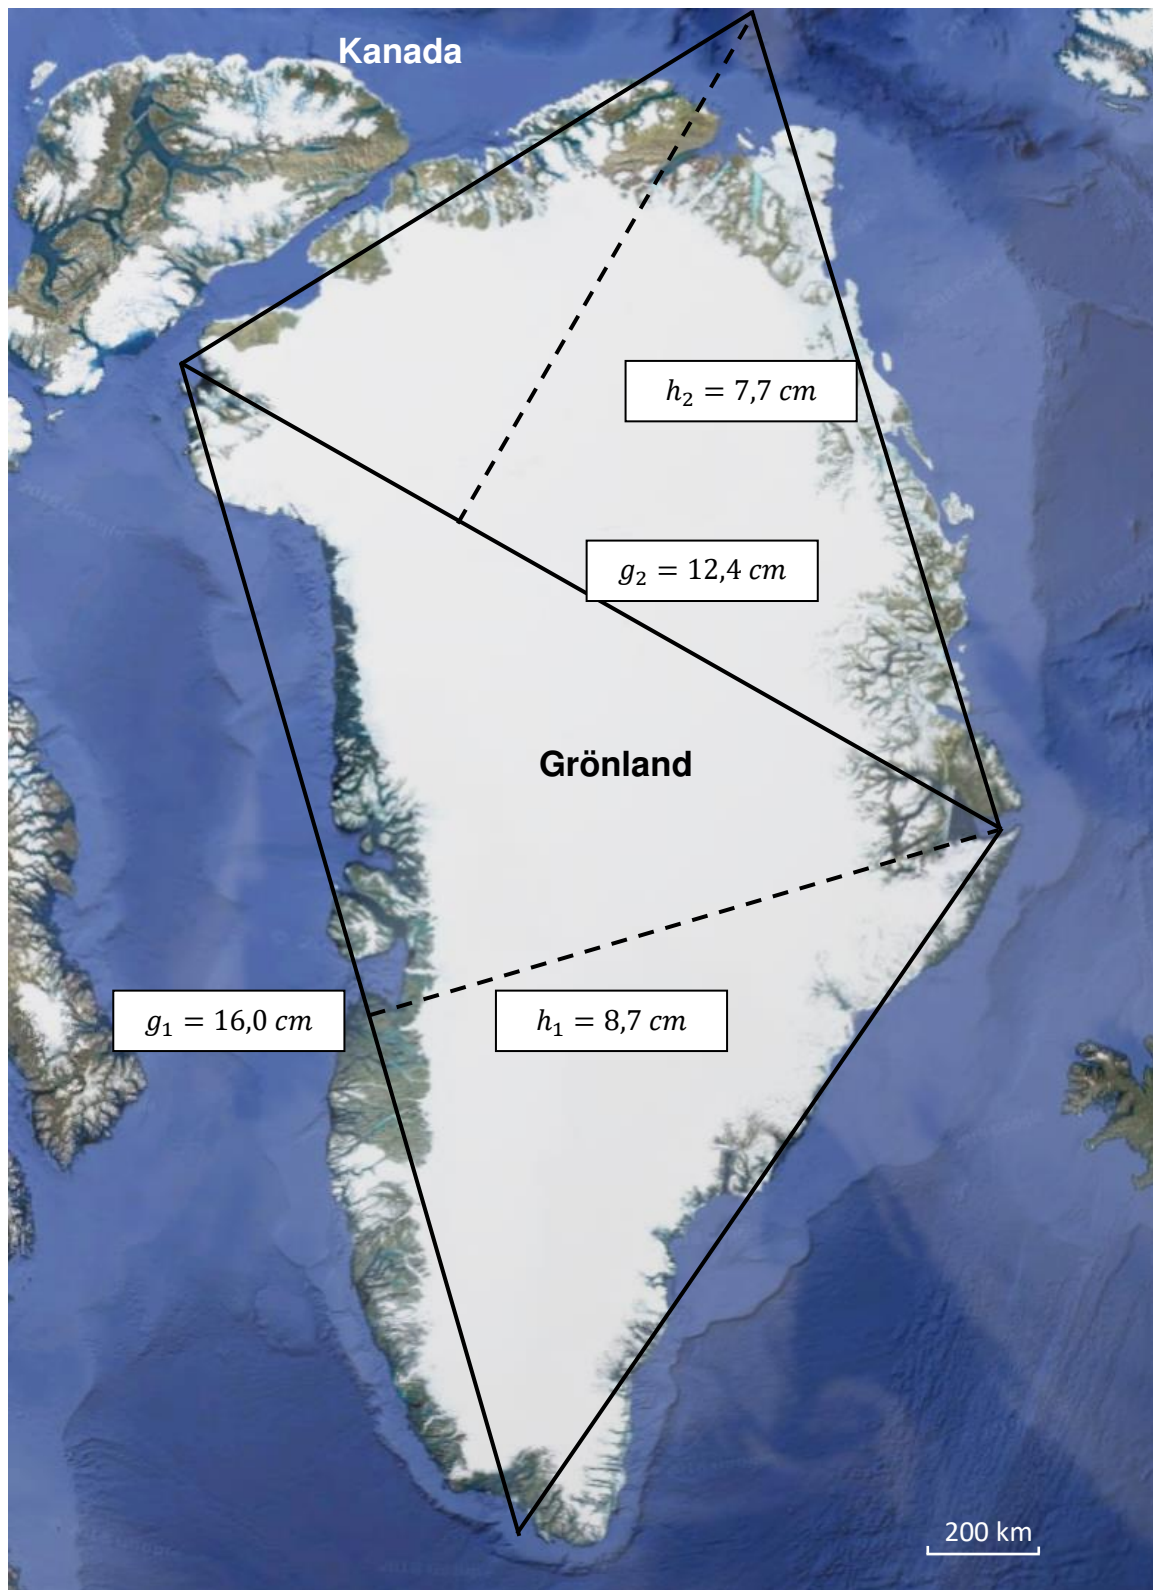 Kanada
h₂ = 7,7 cm
g₂ = 12,4 cm
Grönland
g₁ = 16,0 cm
h₁ = 8,7 cm
200 km